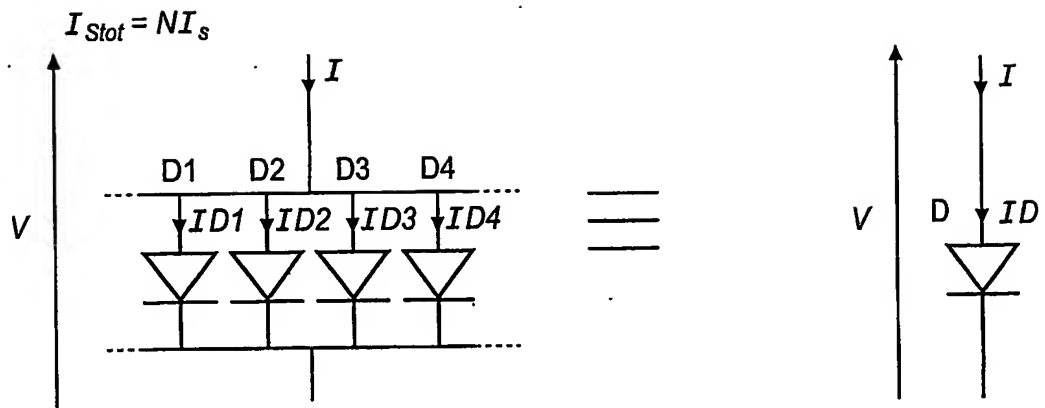 I_Stot = NI_s
I
I
D1 D2 D3 D4
ID1 ID2 ID3 ID4
V
V
D ID